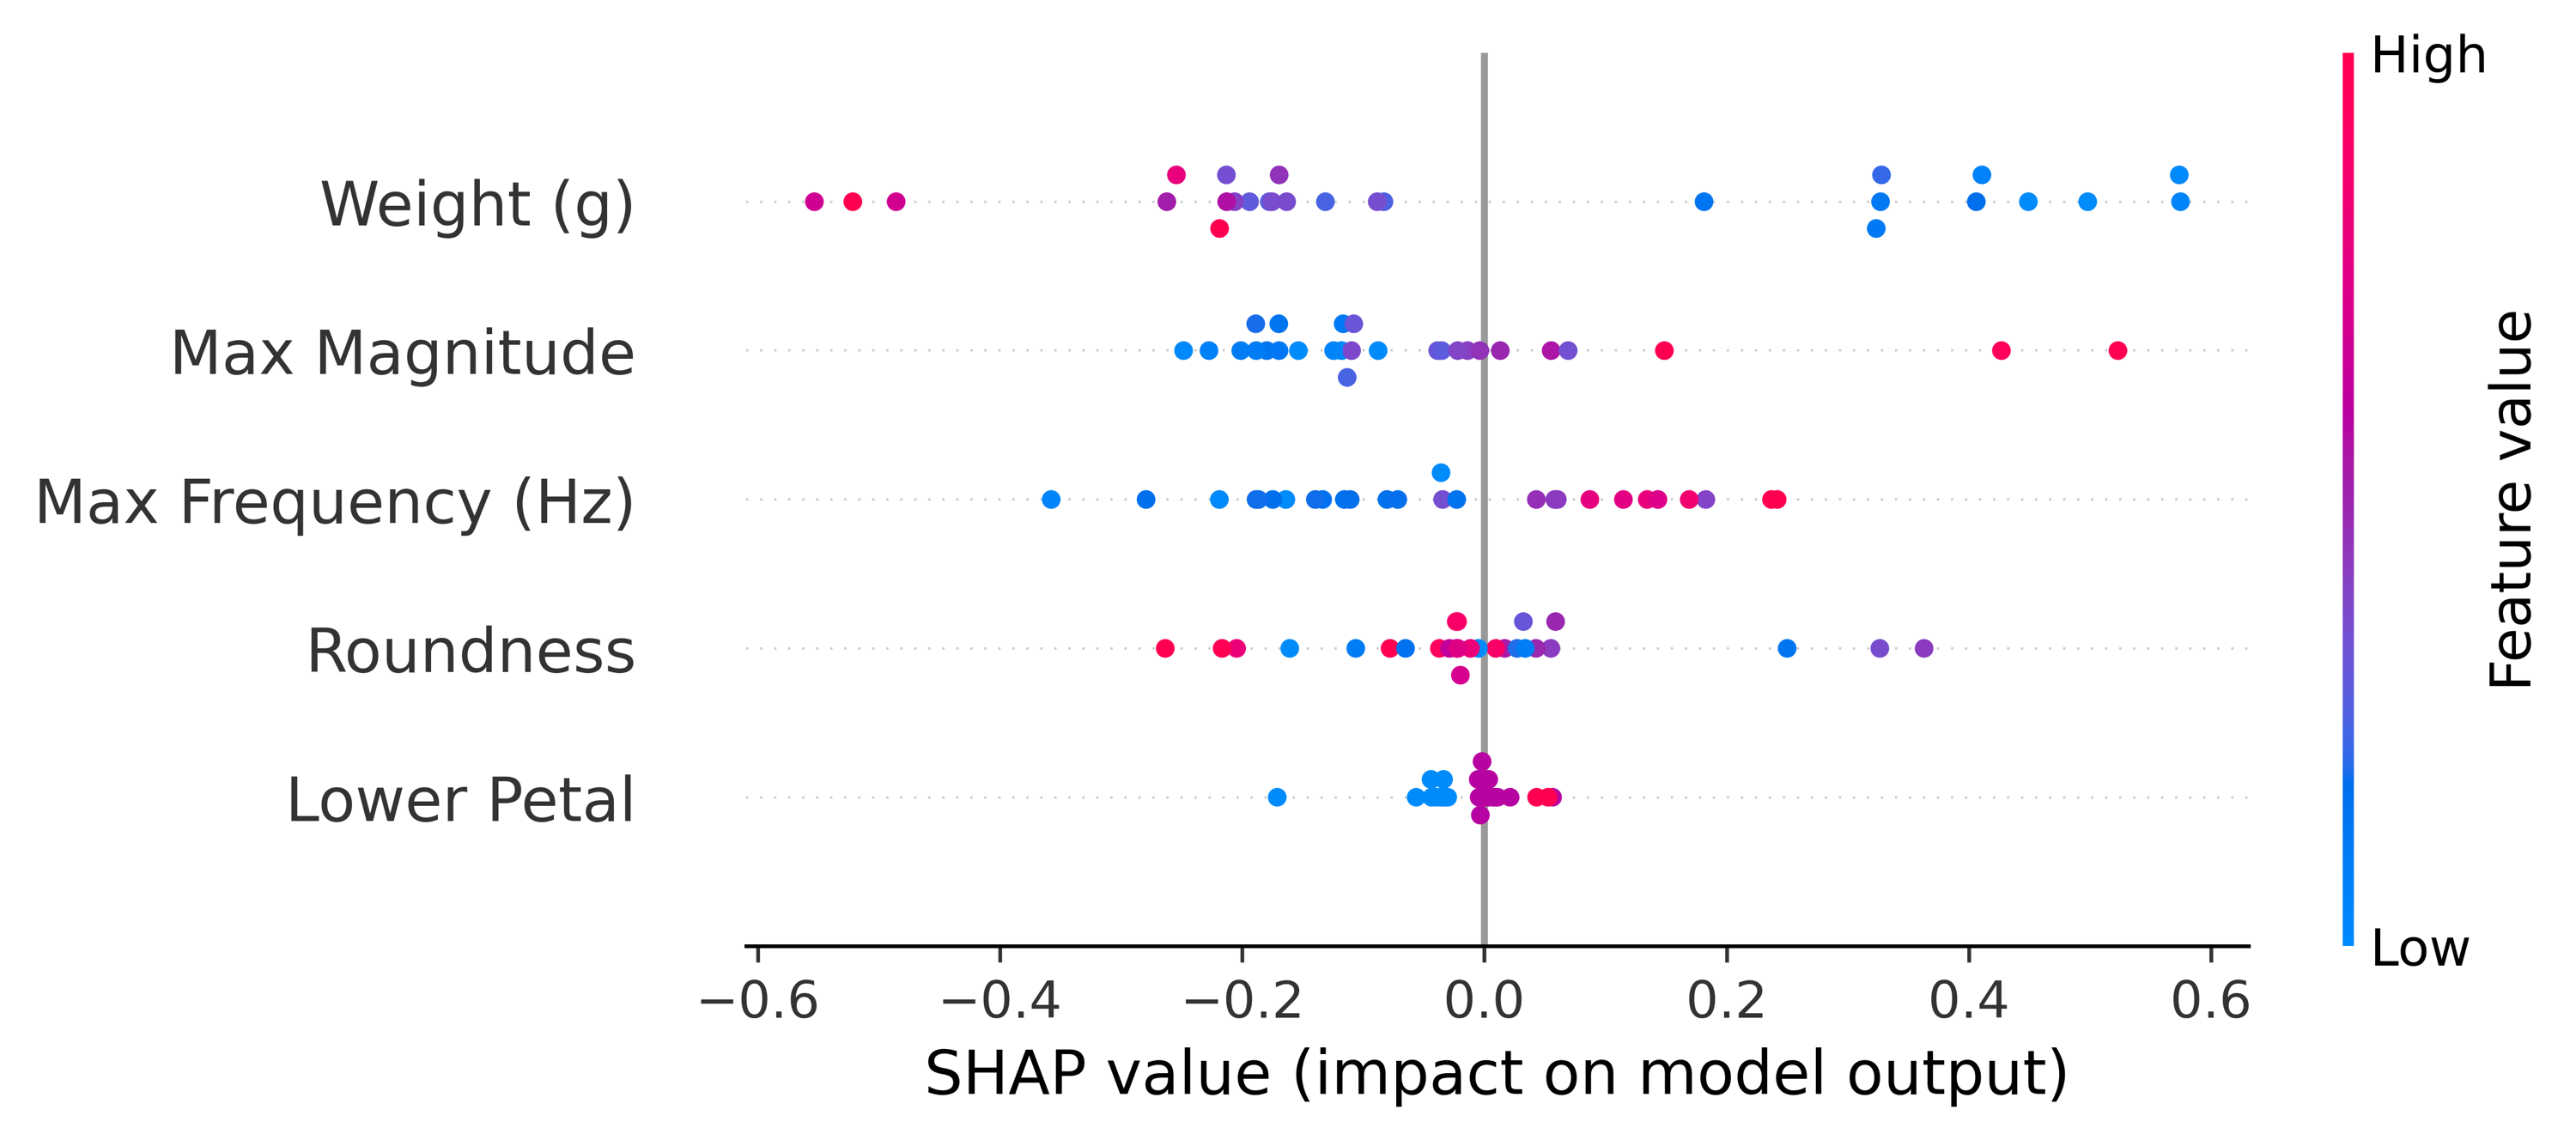 High
Weight (g)
Max Magnitude
Max Frequency (Hz)
Roundness
Lower Petal
Feature value
Low
−0.6 −0.4 −0.2 0.0 0.2 0.4 0.6
SHAP value (impact on model output)